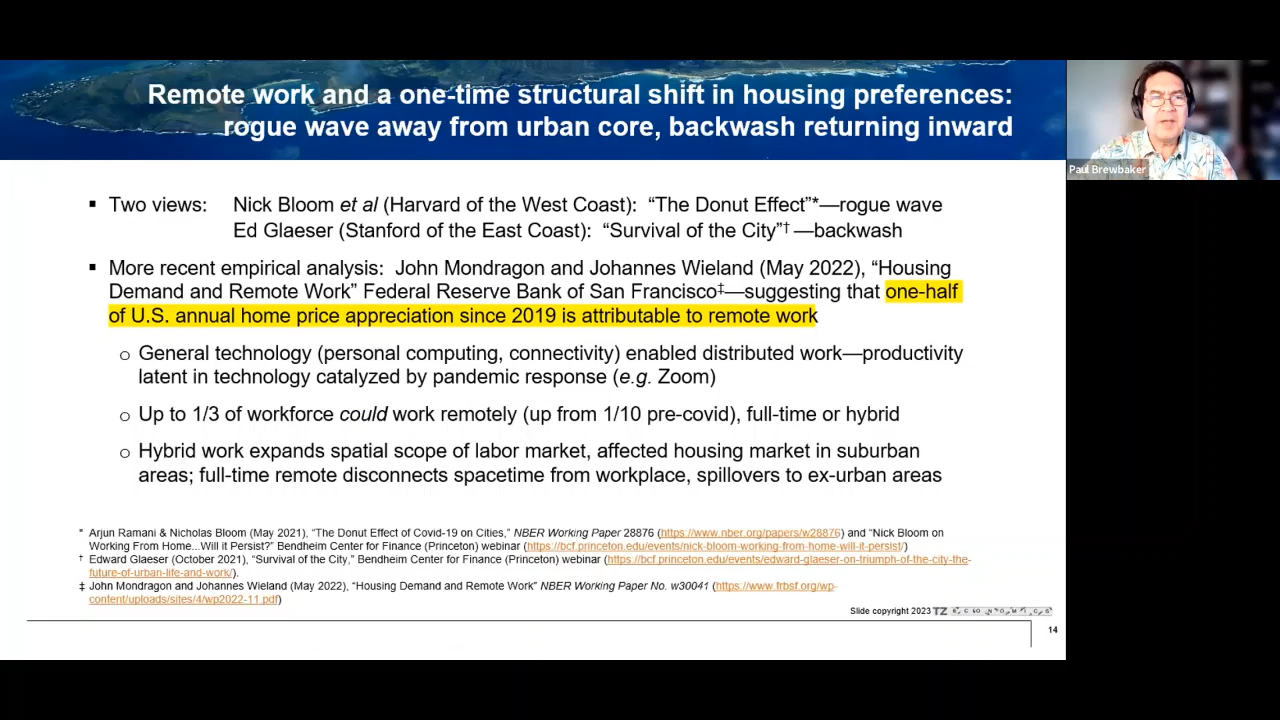 Remote work and a one-time structural shift in housing preferences:
rogue wave away from urban core, backwash returning inward
Paul Brewbaker
▪ Two views: Nick Bloom et al (Harvard of the West Coast): “The Donut Effect”*—rogue wave
Ed Glaeser (Stanford of the East Coast): “Survival of the City”† —backwash
▪ More recent empirical analysis: John Mondragon and Johannes Wieland (May 2022), “Housing
Demand and Remote Work” Federal Reserve Bank of San Francisco‡—suggesting that one-half
of U.S. annual home price appreciation since 2019 is attributable to remote work
o General technology (personal computing, connectivity) enabled distributed work—productivity
latent in technology catalyzed by pandemic response (e.g. Zoom)
o Up to 1/3 of workforce could work remotely (up from 1/10 pre-covid), full-time or hybrid
o Hybrid work expands spatial scope of labor market, affected housing market in suburban
areas; full-time remote disconnects spacetime from workplace, spillovers to ex-urban areas
* Arjun Ramani & Nicholas Bloom (May 2021), “The Donut Effect of Covid-19 on Cities,” NBER Working Paper 28876 (https://www.nber.org/papers/w28876) and “Nick Bloom on
Working From Home...Will it Persist?” Bendheim Center for Finance (Princeton) webinar (https://bcf.princeton.edu/events/nick-bloom-working-from-home-will-it-persist/)
† Edward Glaeser (October 2021), “Survival of the City,” Bendheim Center for Finance (Princeton) webinar (https://bcf.princeton.edu/events/edward-glaeser-on-triumph-of-the-city-the-
future-of-urban-life-and-work/).
‡ John Mondragon and Johannes Wieland (May 2022), “Housing Demand and Remote Work” NBER Working Paper No. w30041 (https://www.frbsf.org/wp-
content/uploads/sites/4/wp2022-11.pdf)
Slide copyright 2023 TZ ECONOMICS
14